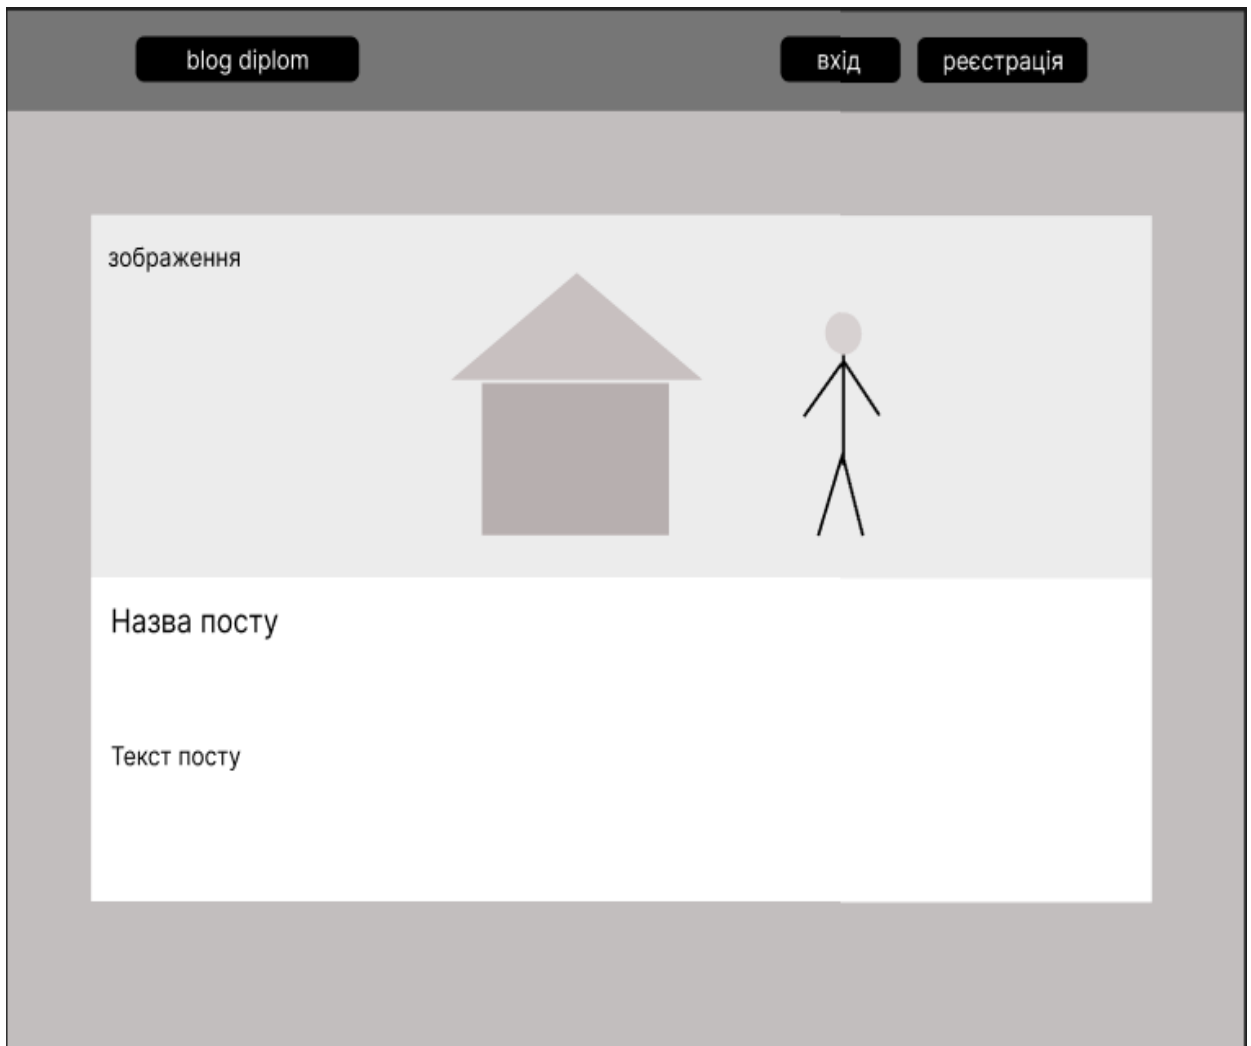 blog diplom
вхід
реєстрація
зображення
Назва посту
Текст посту